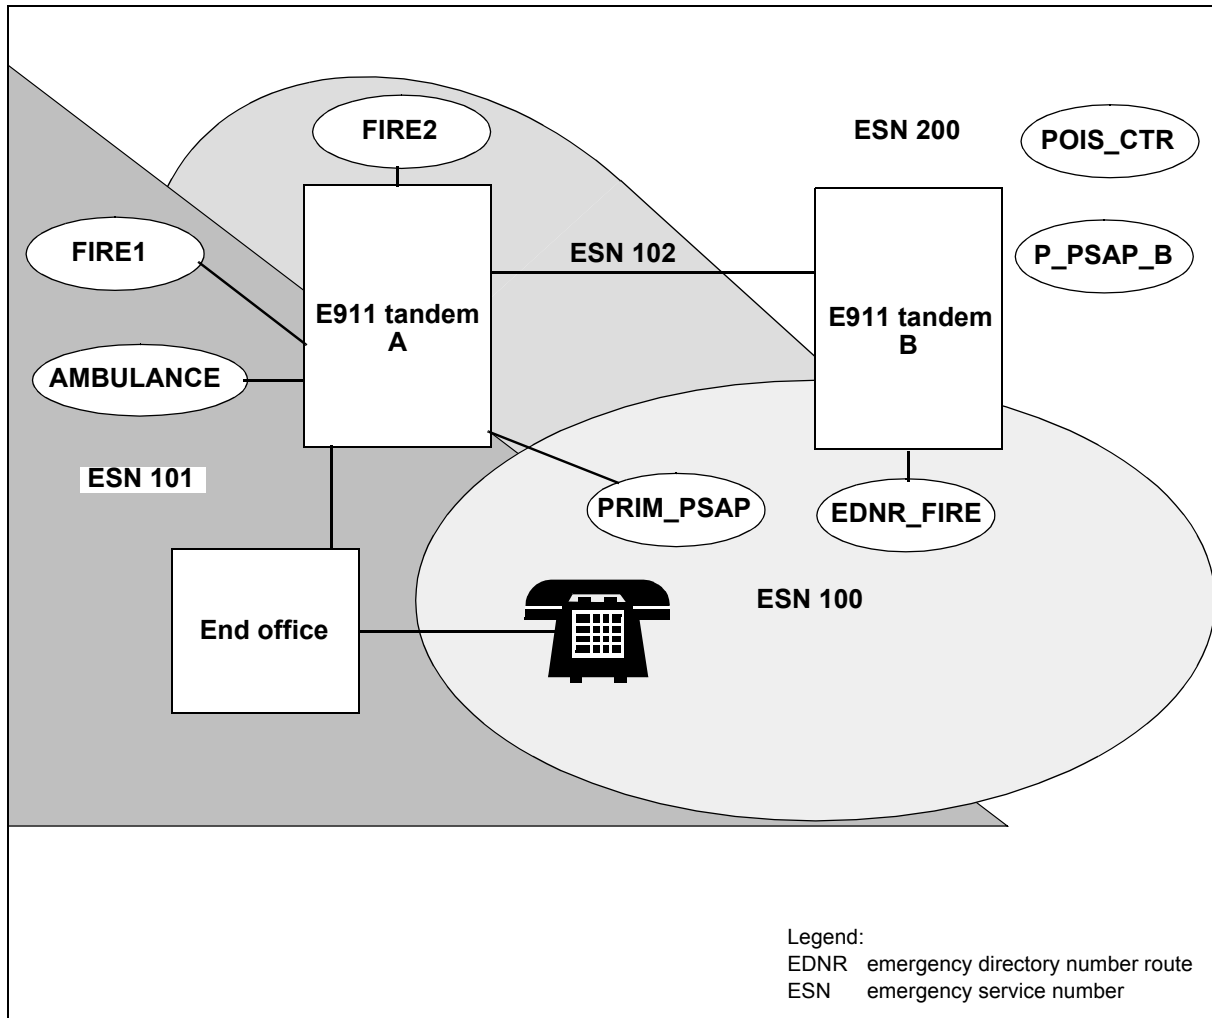 FIRE2
ESN 200
POIS_CTR
FIRE1
ESN 102
P_PSAP_B
E911 tandem
A
E911 tandem
B
AMBULANCE
ESN 101
PRIM_PSAP
EDNR_FIRE
ESN 100
End office
Legend:
EDNR emergency directory number route
ESN emergency service number